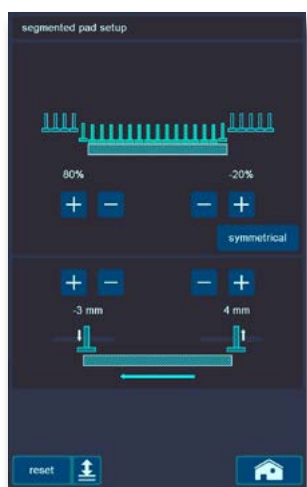 segmented pad setup
80% -20%
+ − − +
symmetrical
+ − − +
-3 mm 4 mm
reset